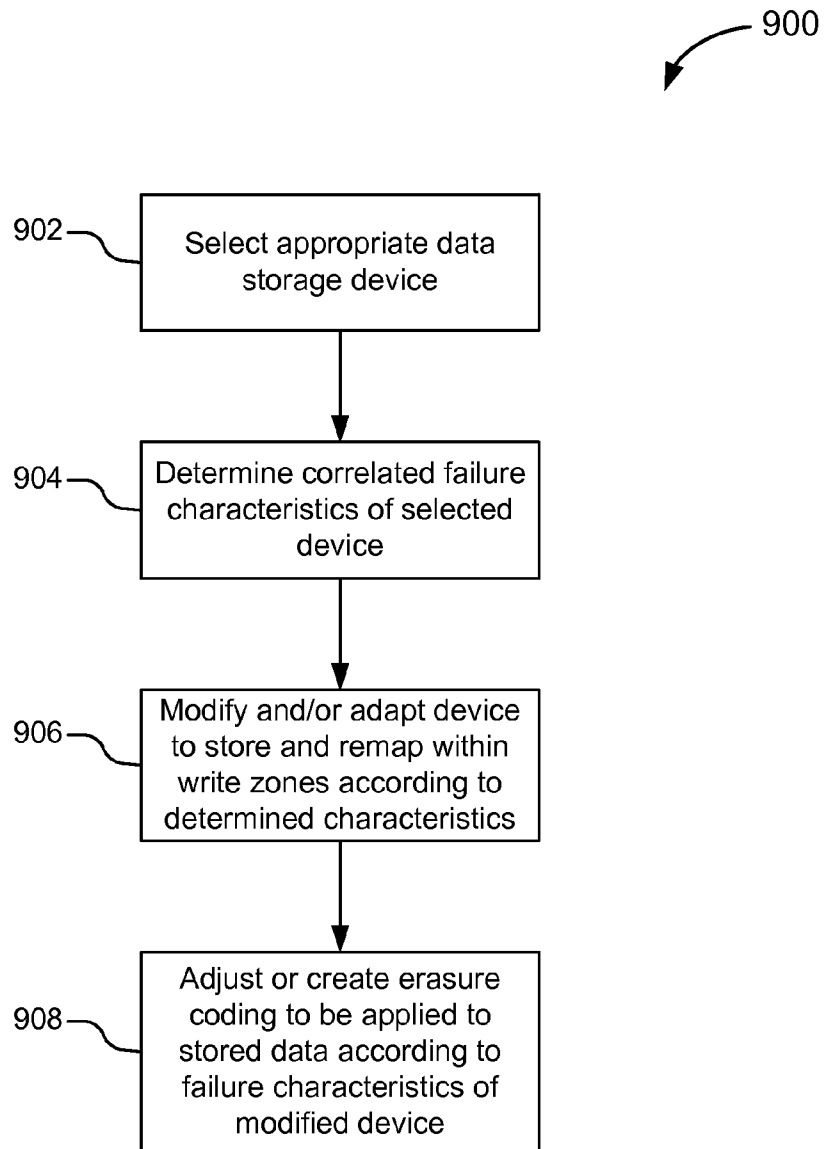 900
902
Select appropriate data
storage device
904
Determine correlated failure
characteristics of selected
device
906
Modify and/or adapt device
to store and remap within
write zones according to
determined characteristics
908
Adjust or create erasure
coding to be applied to
stored data according to
failure characteristics of
modified device